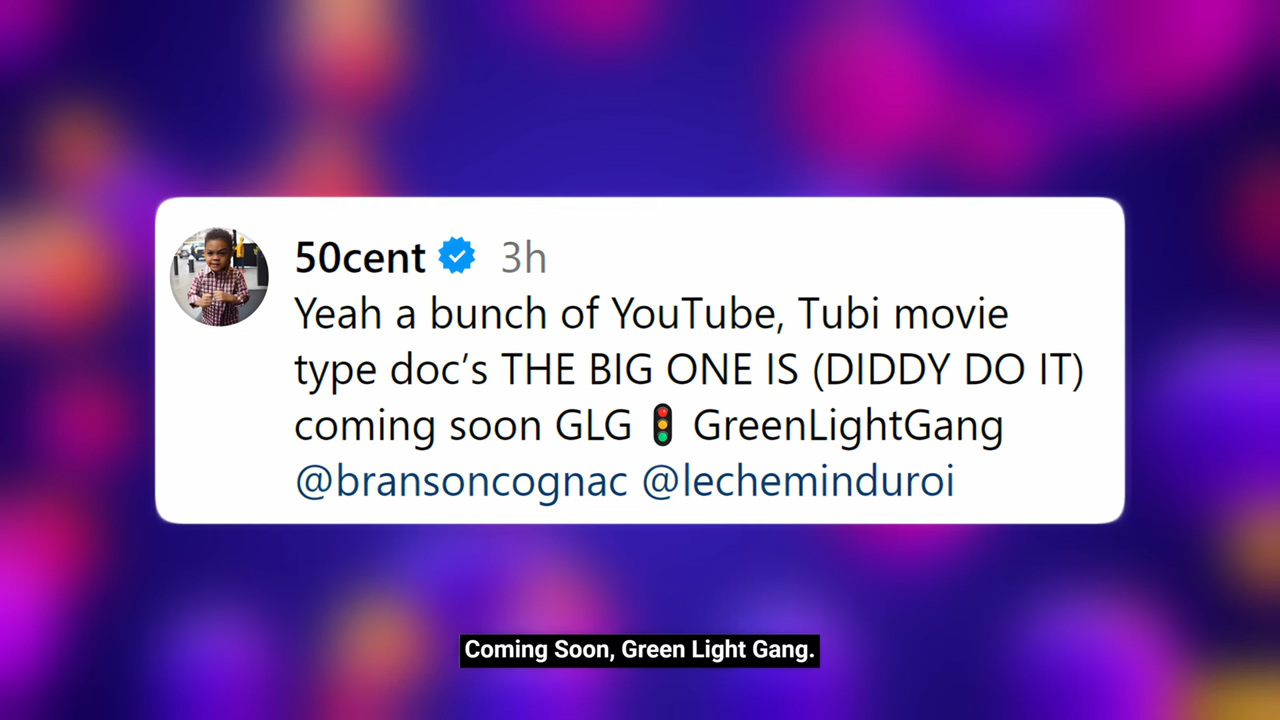 50cent 3h
Yeah a bunch of YouTube, Tubi movie
type doc’s THE BIG ONE IS (DIDDY DO IT)
coming soon GLG 🚦 GreenLightGang
@bransoncognac @lecheminduroi
Coming Soon, Green Light Gang.